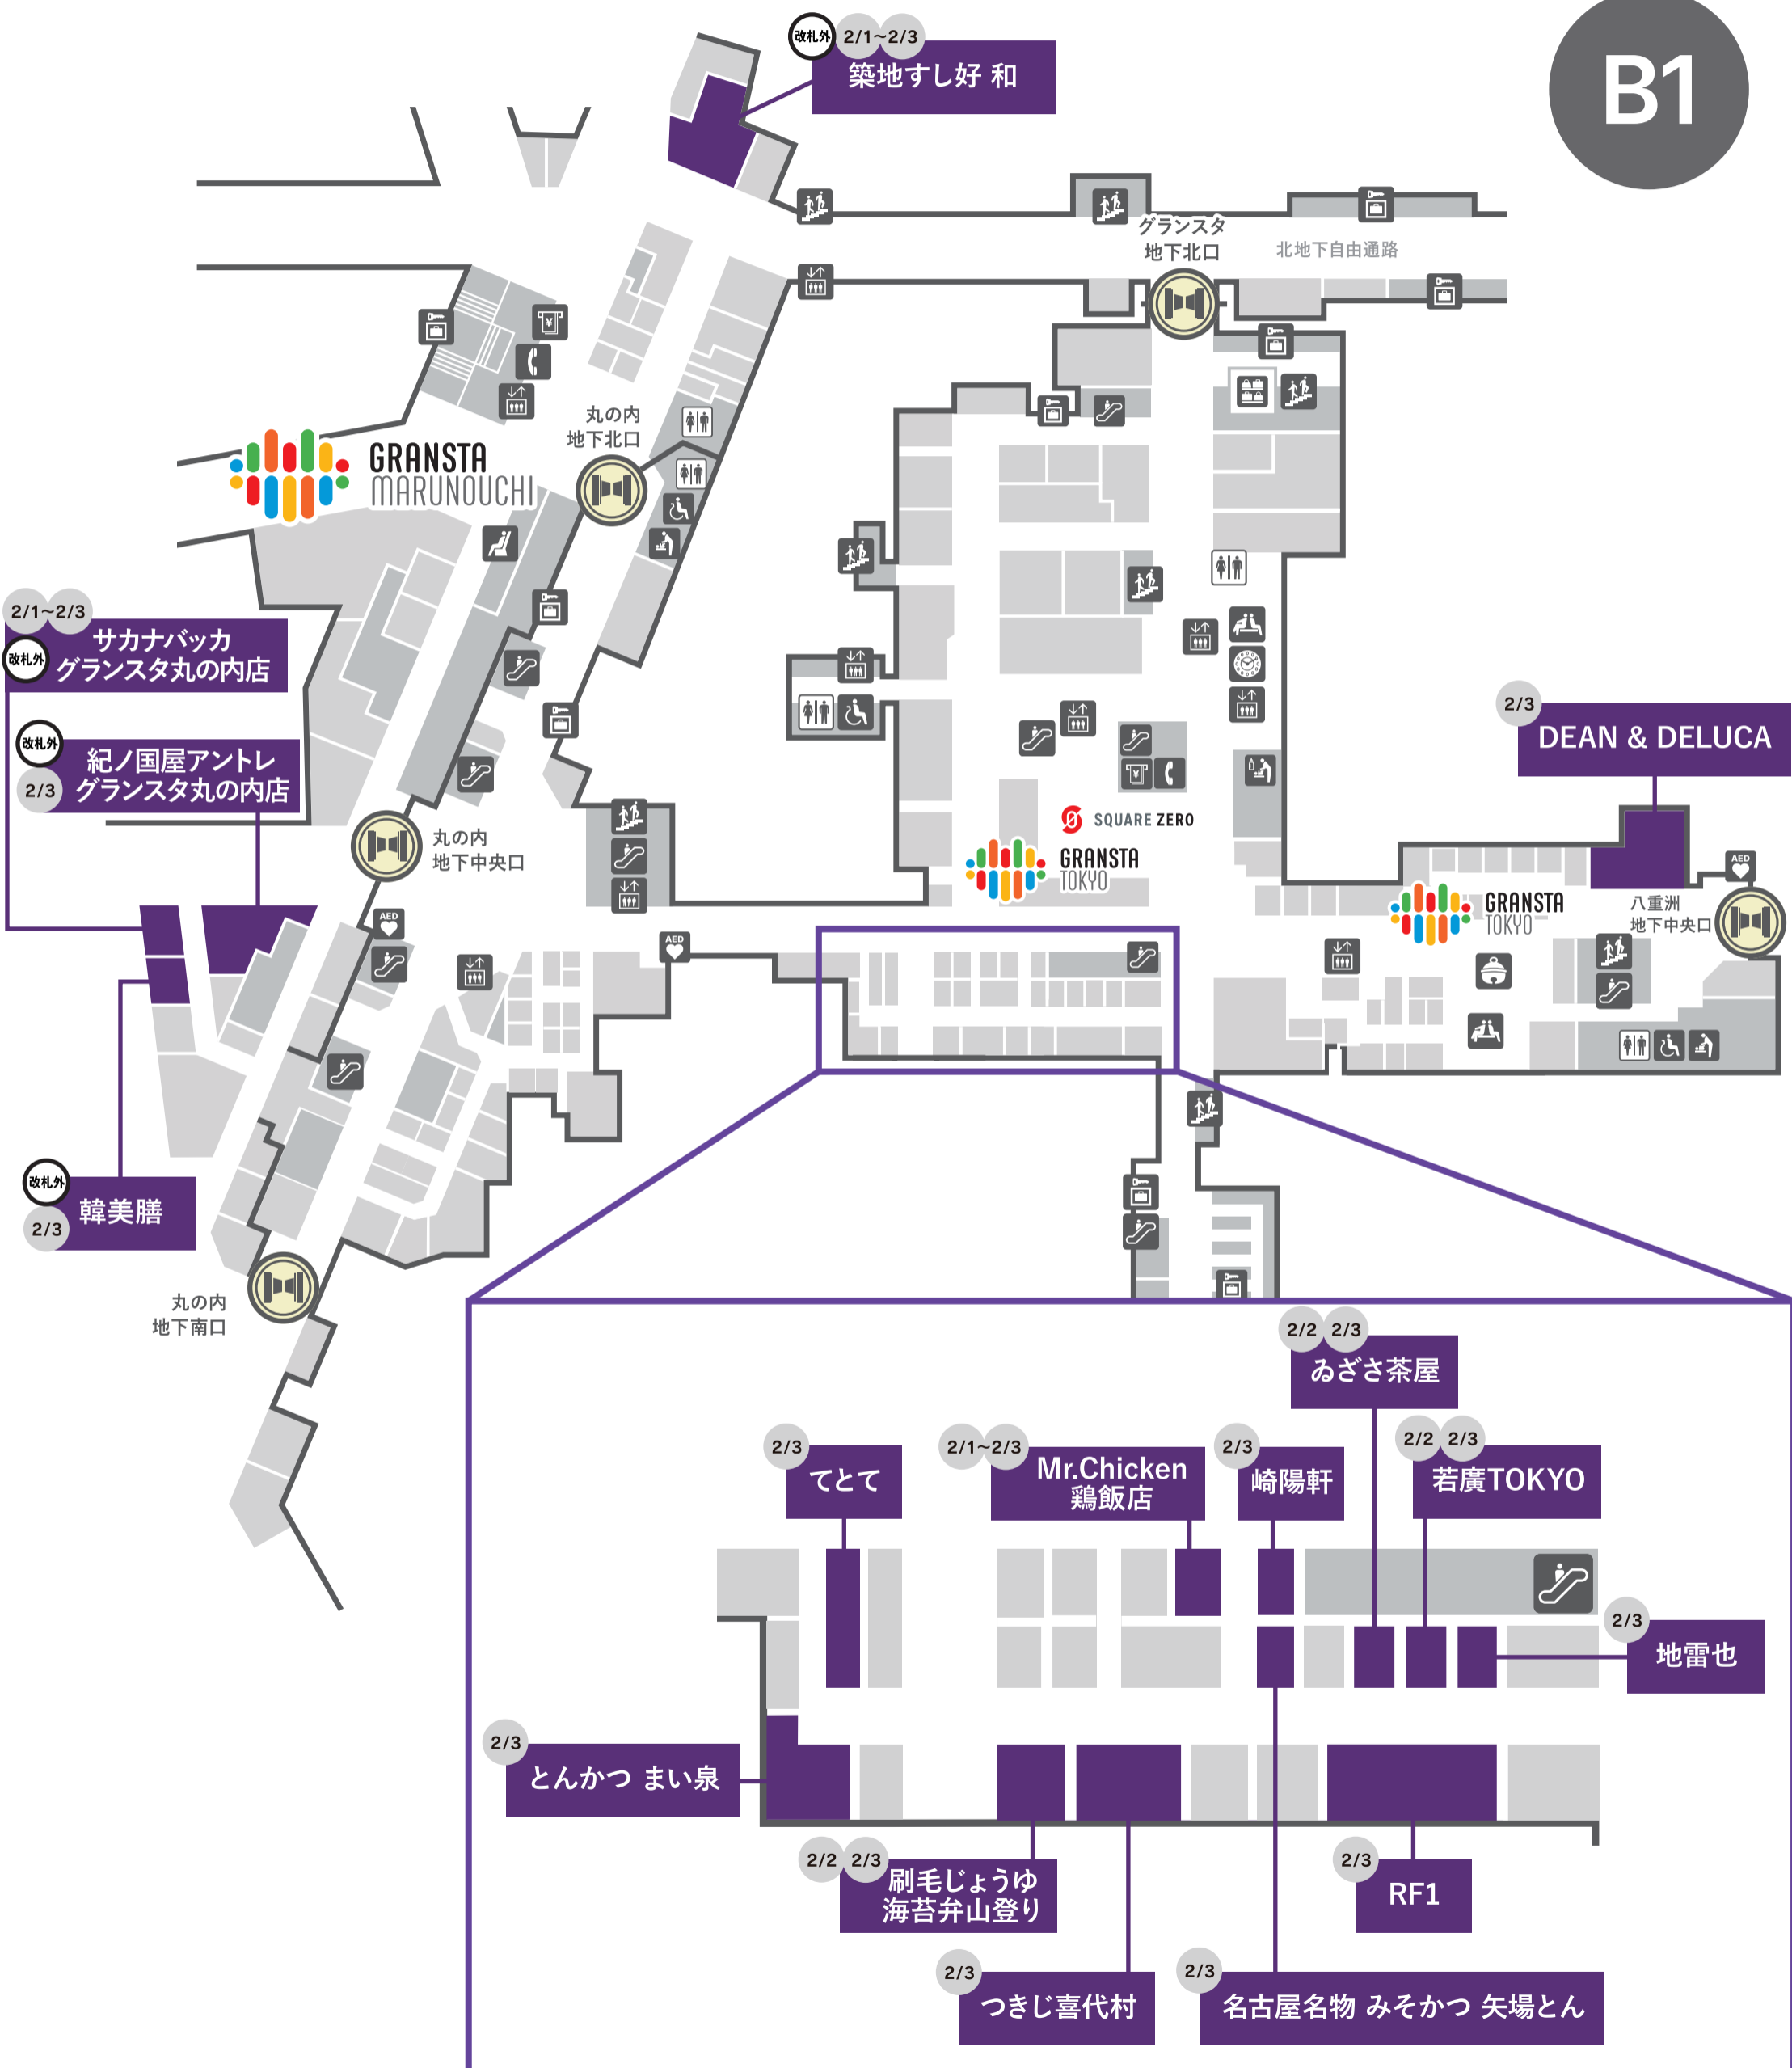 B1
改札外
2/1~2/3
築地すし好 和
グランスタ
地下北口
北地下自由通路
丸の内
地下北口
GRANSTA
MARUNOUCHI
2/1~2/3
改札外
サカナバッカ
グランスタ丸の内店
改札外
2/3
紀ノ国屋アントレ
グランスタ丸の内店
2/3
DEAN & DELUCA
丸の内
地下中央口
SQUARE ZERO
GRANSTA
TOKYO
GRANSTA
TOKYO
AED
八重洲
地下中央口
AED
AED
改札外
2/3
韓美膳
丸の内
地下南口
2/2 2/3
ゐざさ茶屋
2/3
てとて
2/1~2/3
Mr.Chicken
鶏飯店
2/3
崎陽軒
2/2 2/3
若廣TOKYO
2/3
地雷也
2/3
とんかつ まい泉
2/2 2/3
刷毛じょうゆ
海苔弁山登り
2/3
RF1
2/3
つきじ喜代村
2/3
名古屋名物 みそかつ 矢場とん